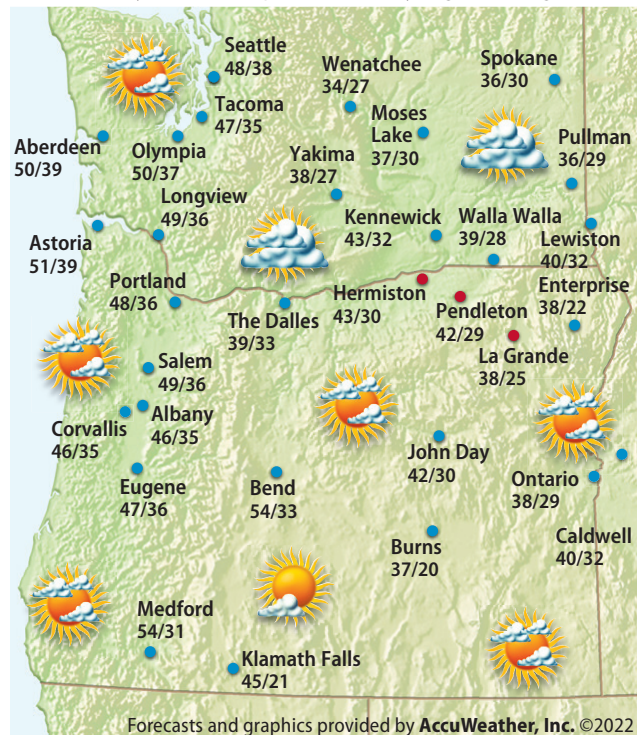 Seattle
48/38
Wenatchee
34/27
Spokane
36/30
Tacoma
47/35
Moses
Lake
37/30
Aberdeen
50/39
Olympia
50/37
Pullman
36/29
Yakima
38/27
Longview
49/36
Kennewick
43/32
Walla Walla
39/28
Lewiston
40/32
Astoria
51/39
Portland
48/36
The Dalles
39/33
Hermiston
43/30
Pendleton
42/29
Enterprise
38/22
La Grande
38/25
Salem
49/36
Albany
46/35
Corvallis
46/35
John Day
42/30
Eugene
47/36
Bend
54/33
Ontario
38/29
Burns
37/20
Caldwell
40/32
Medford
54/31
Klamath Falls
45/21
Forecasts and graphics provided by AccuWeather, Inc. ©2022